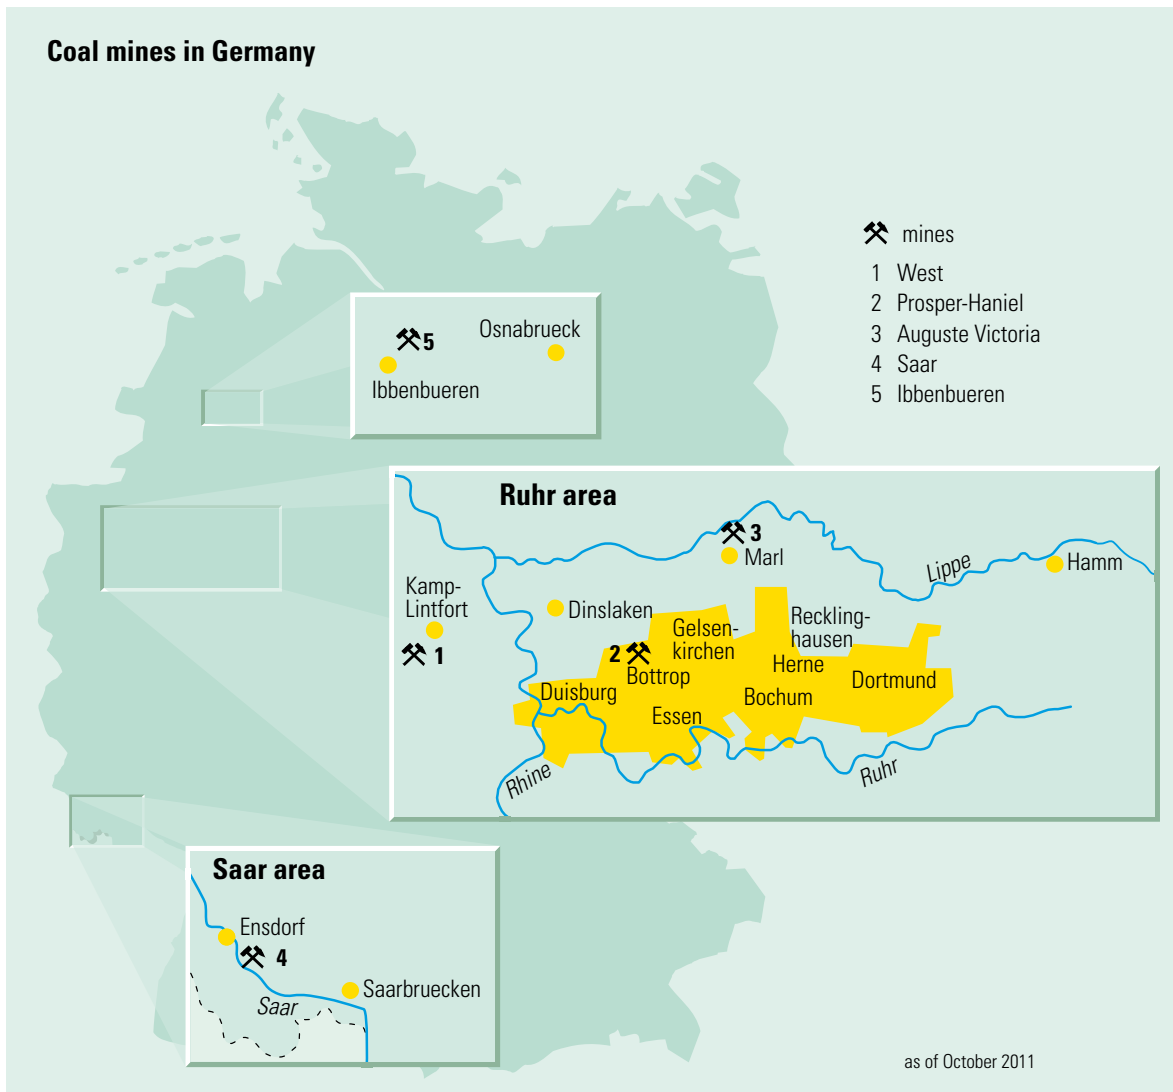 Coal mines in Germany
mines
1 West
2 Prosper-Haniel
3 Auguste Victoria
4 Saar
5 Ibbenbueren
Osnabrueck
5
Ibbenbueren
Ruhr area
3
Marl
Lippe
Hamm
Kamp-
Lintfort
1
Dinslaken
Gelsen-
kirchen
Reckling-
hausen
2
Bottrop
Herne
Duisburg
Essen
Bochum
Dortmund
Rhine
Ruhr
Saar area
Ensdorf
4
Saarbruecken
Saar
as of October 2011